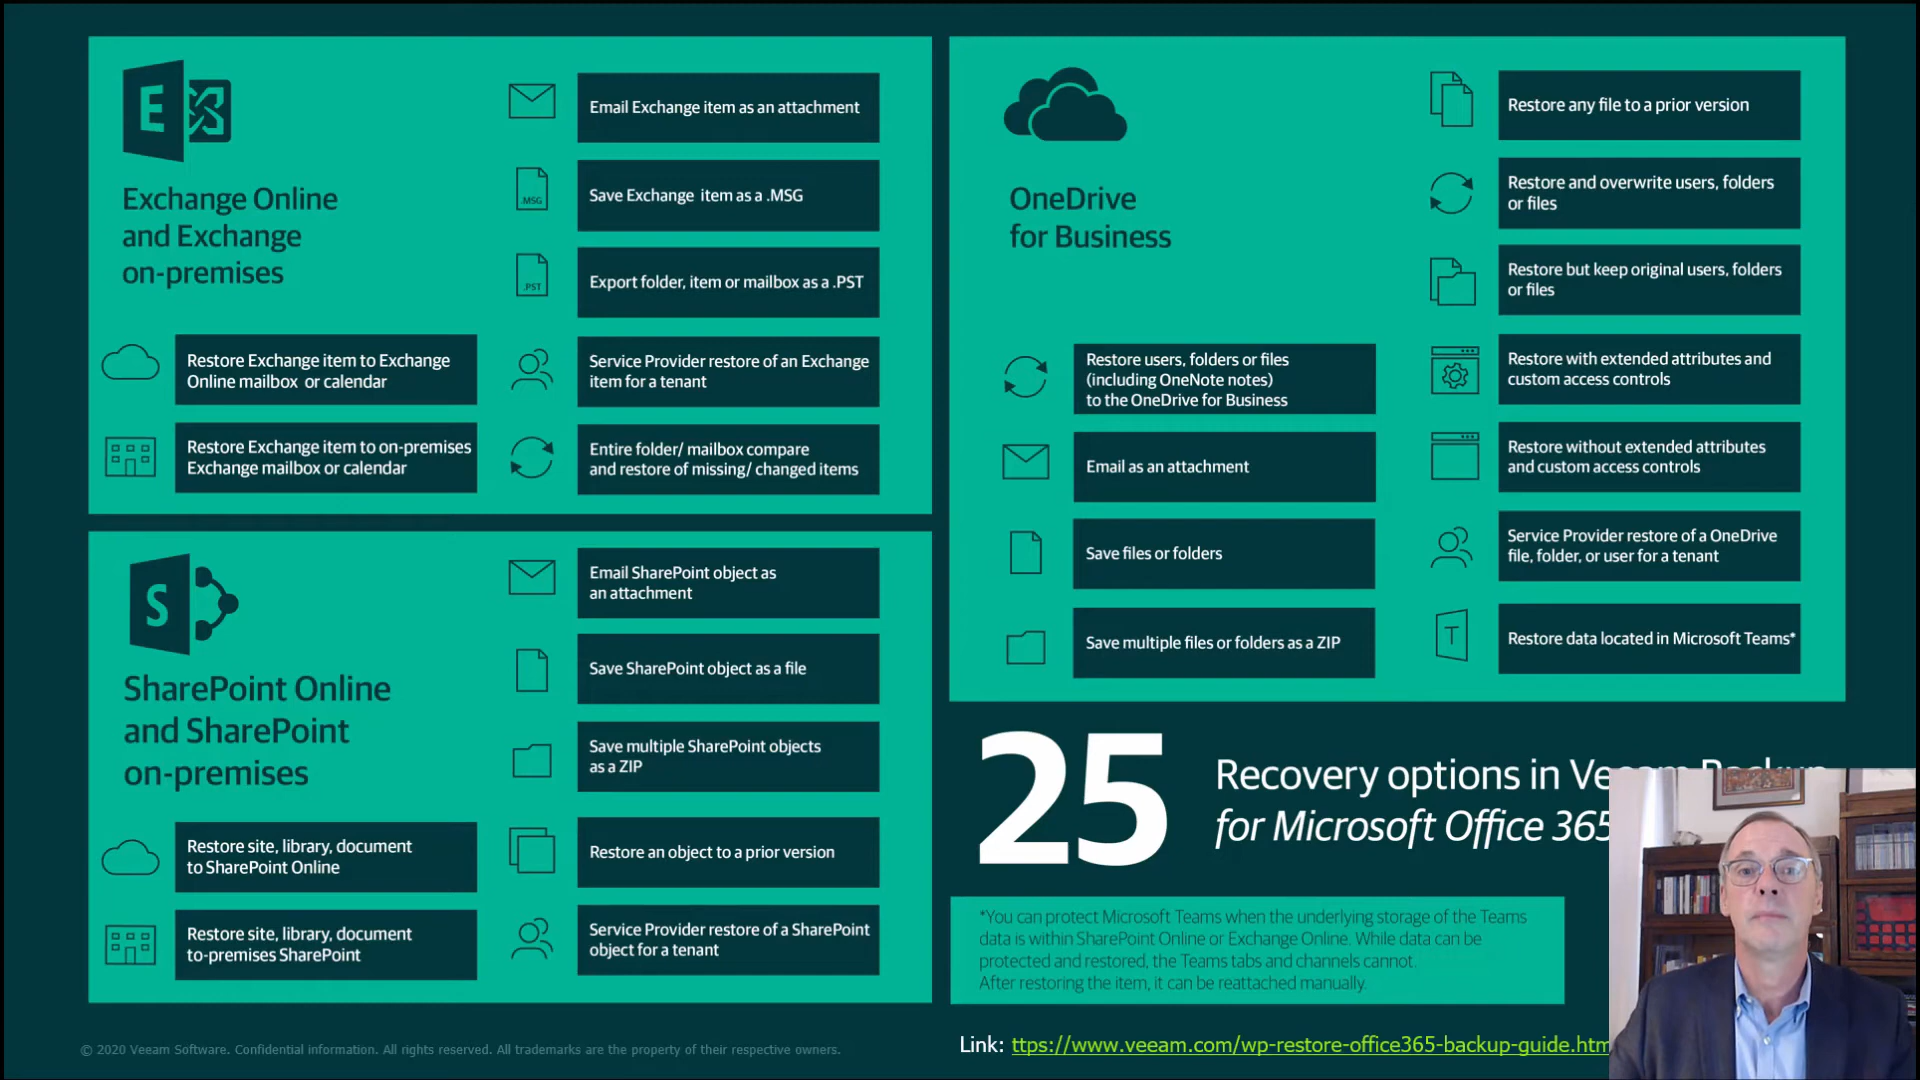 E
Exchange Online
and Exchange
on-premises
Restore Exchange item to Exchange
Online mailbox or calendar
Restore Exchange item to on-premises
Exchange mailbox or calendar
Email Exchange item as an attachment
.MSG
Save Exchange item as a .MSG
.PST
Export folder, item or mailbox as a .PST
Service Provider restore of an Exchange
item for a tenant
Entire folder/ mailbox compare
and restore of missing/ changed items
S
SharePoint Online
and SharePoint
on-premises
Restore site, library, document
to SharePoint Online
Restore site, library, document
to-premises SharePoint
Email SharePoint object as
an attachment
Save SharePoint object as a file
Save multiple SharePoint objects
as a ZIP
Restore an object to a prior version
Service Provider restore of a SharePoint
object for a tenant
OneDrive
for Business
Restore users, folders or files
(including OneNote notes)
to the OneDrive for Business
Email as an attachment
Save files or folders
Save multiple files or folders as a ZIP
Restore any file to a prior version
Restore and overwrite users, folders
or files
Restore but keep original users, folders
or files
Restore with extended attributes and
custom access controls
Restore without extended attributes
and custom access controls
Service Provider restore of a OneDrive
file, folder, or user for a tenant
T
Restore data located in Microsoft Teams*
25
Recovery options in Veeam Backup
for Microsoft Office 365
*You can protect Microsoft Teams when the underlying storage of the Teams
data is within SharePoint Online or Exchange Online. While data can be
protected and restored, the Teams tabs and channels cannot.
After restoring the item, it can be reattached manually.
© 2020 Veeam Software. Confidential information. All rights reserved. All trademarks are the property of their respective owners.
Link: ttps://www.veeam.com/wp-restore-office365-backup-guide.htm